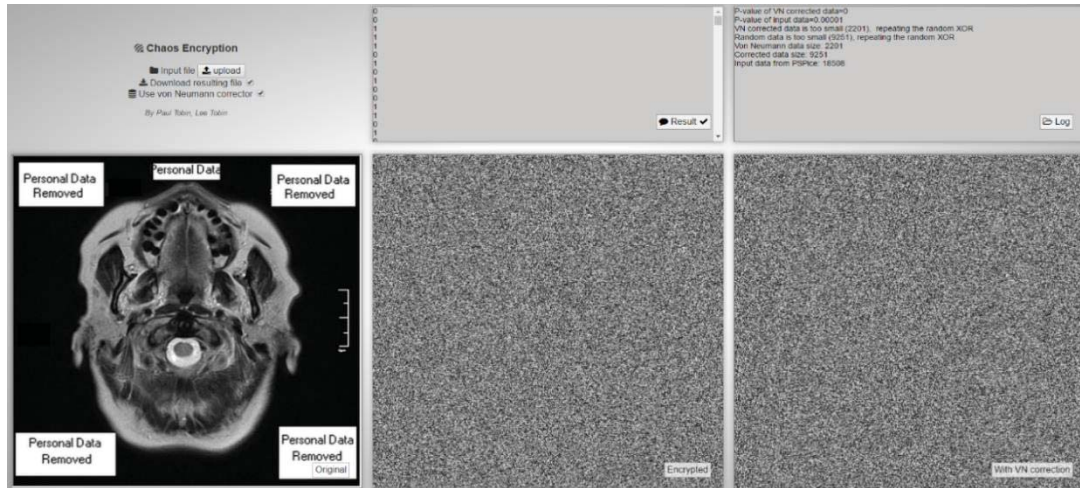 Chaos Encryption
Input file upload
Download resulting file
Use von Neumann corrector
By Paul Tobin, Lee Tobin
0
0
1
1
0
1
0
1
0
0
1
1
0
1
0
Result
P-value of VN corrected data=0
P-value of input data=0.00001
VN corrected data is too small (2201), repeating the random XOR
Random data is too small (9251), repeating the random XOR
Von Neumann data size: 2201
Corrected data size: 9251
Input data from PSPice: 18508
Log
Personal Data
Removed
Personal Data
Personal Data
Removed
Personal Data
Removed
Personal Data
Removed
Original
Encrypted
With VN correction